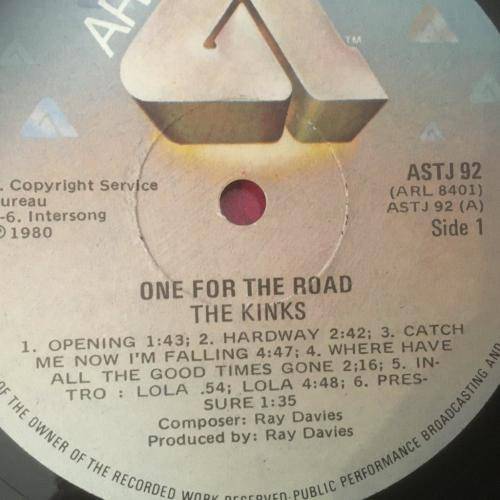 AR
TM
. Copyright Service
ureau
-6. Intersong
℗1980
ASTJ 92
(ARL 8401)
ASTJ 92 (A)
Side 1
ONE FOR THE ROAD
THE KINKS
1. OPENING 1:43; 2. HARDWAY 2:42; 3. CATCH
ME NOW I'M FALLING 4:47; 4. WHERE HAVE
ALL THE GOOD TIMES GONE 2:16; 5. IN-
TRO : LOLA .54; LOLA 4:48; 6. PRES-
SURE 1:35
Composer: Ray Davies
Produced by: Ray Davies
OF THE OWNER OF THE RECORDED WORK RESERVED·PUBLIC PERFORMANCE BROADCASTING AND